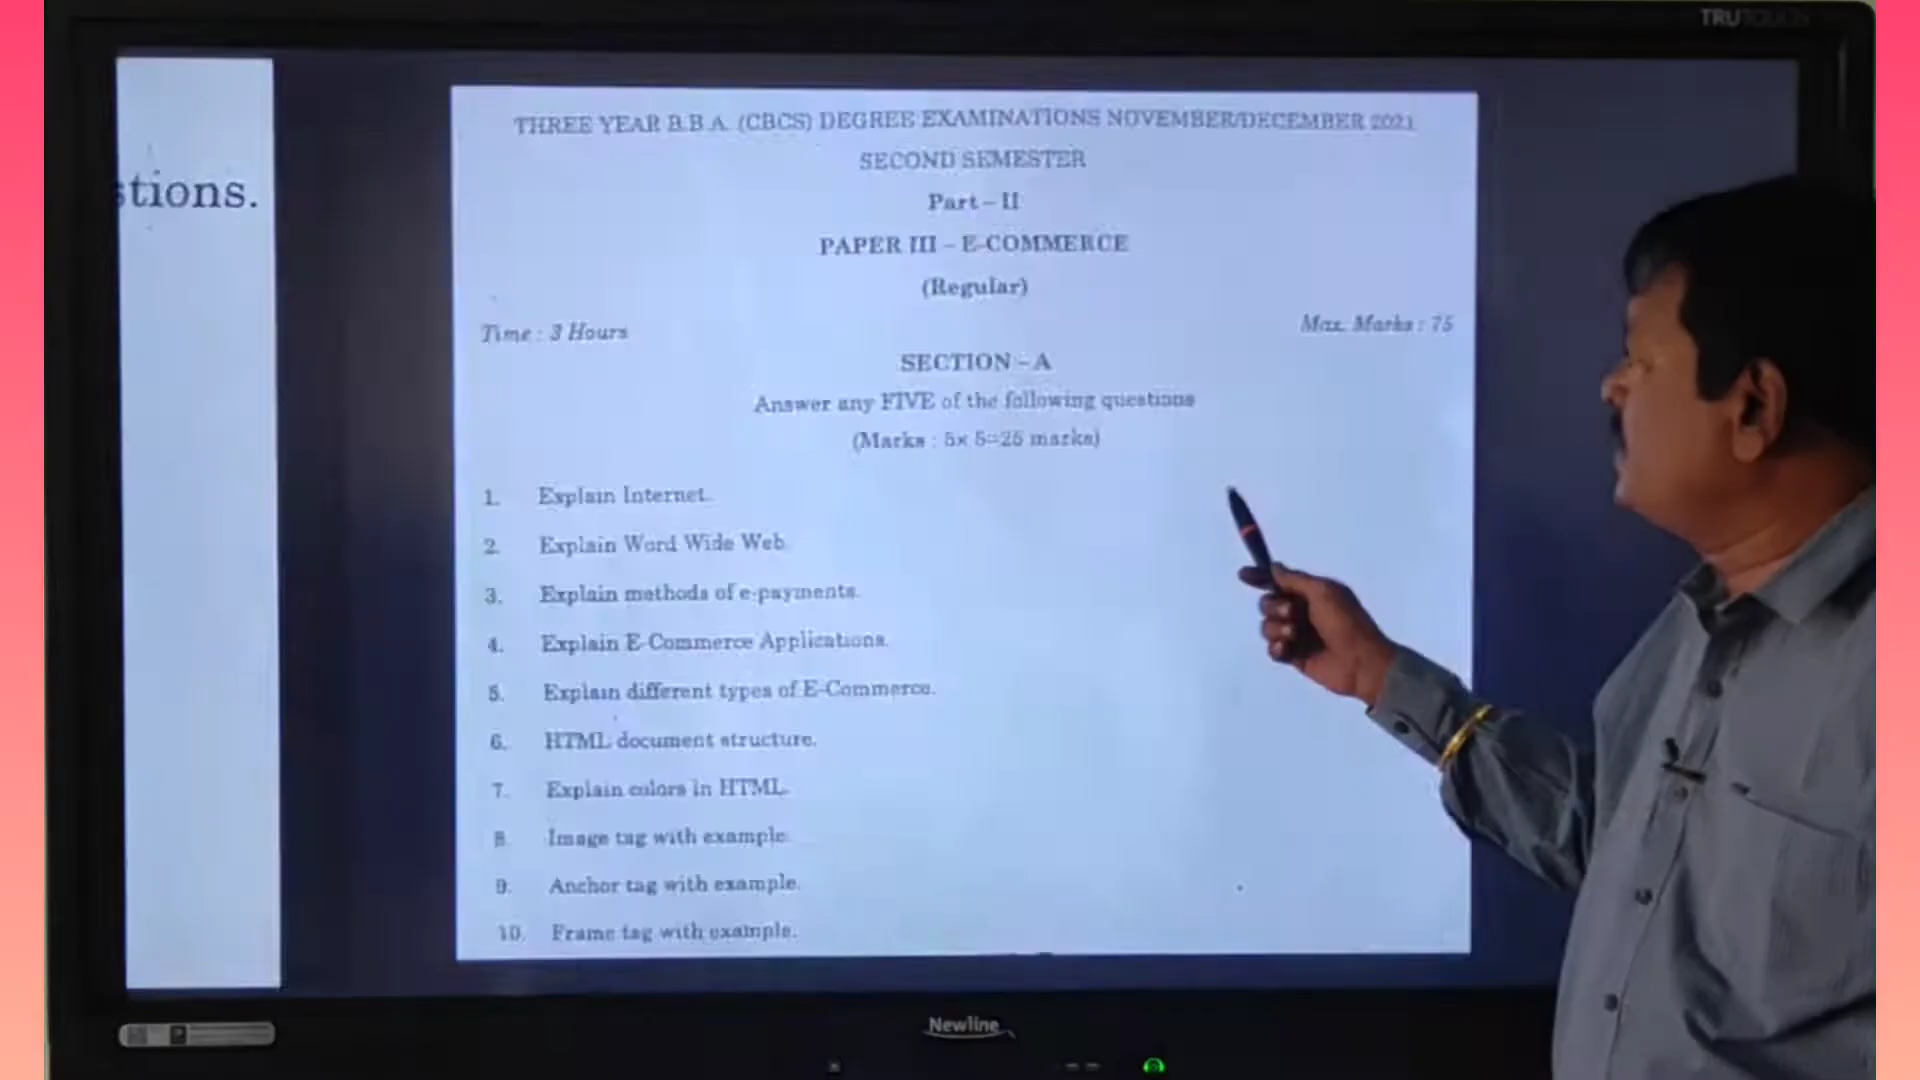 TRUTOUCH
stions.
THREE YEAR B.B.A. (CBCS) DEGREE EXAMINATIONS NOVEMBER/DECEMBER 2021
SECOND SEMESTER
Part – II
PAPER III – E-COMMERCE
(Regular)
Time : 3 Hours
Max. Marks : 75
SECTION – A
Answer any FIVE of the following questions
(Marks : 5× 5=25 marks)
1. Explain Internet.
2. Explain Word Wide Web.
3. Explain methods of e-payments.
4. Explain E-Commerce Applications.
5. Explain different types of E-Commerce.
6. HTML document structure.
7. Explain colors in HTML.
8. Image tag with example.
9. Anchor tag with example.
10. Frame tag with example.
Newline